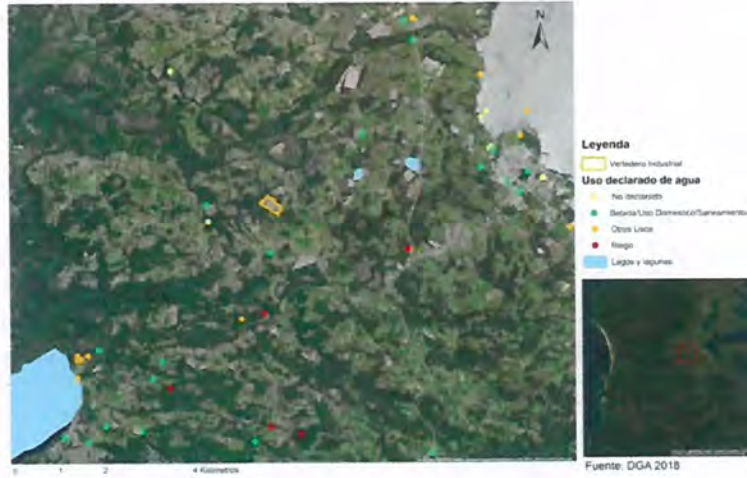 N
Leyenda
Vertedero Industrial
Uso declarado de agua
No declarado
Bebida/Uso Domestico/Saneamiento
Otros Usos
Riego
Lagos y lagunas
0 1 2 4 Kilometros
Fuente: DGA 2018